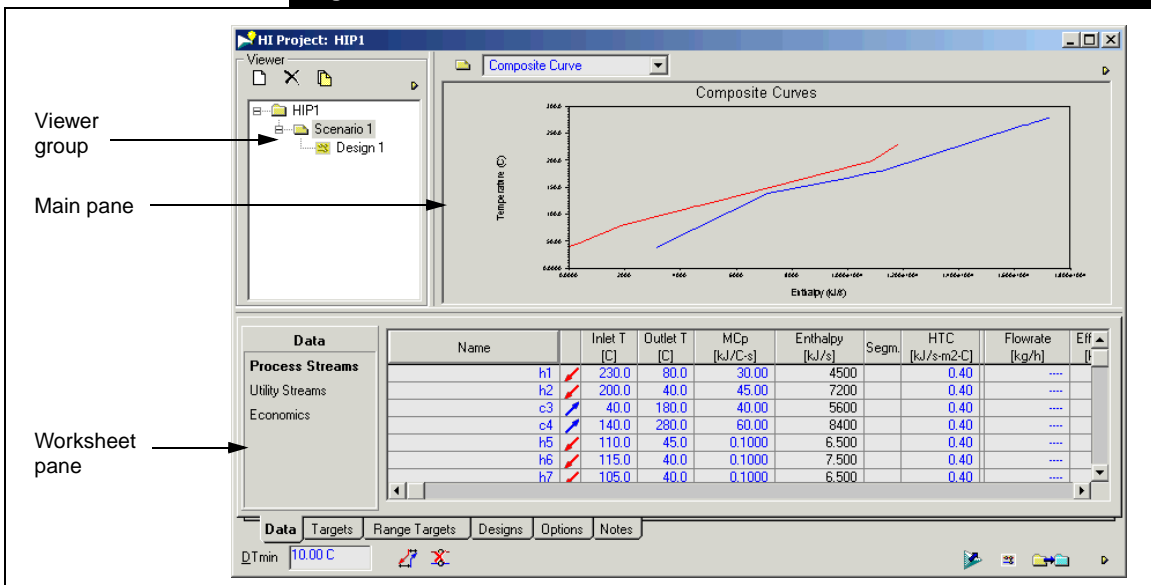 HI Project: HIP1
Viewer
Composite Curve
HIP1
Scenario 1
Design 1
Viewer group
Main pane
Worksheet pane
Composite Curves
Temperature (C)
Enthalpy (kJ/s)
Data
Process Streams
Utility Streams
Economics
Name Inlet T [C] Outlet T [C] MCp [kJ/C-s] Enthalpy [kJ/s] Segm. HTC [kJ/s-m2-C] Flowrate [kg/h] Eff
h1 230.0 80.0 30.00 4500 0.40 ----
h2 200.0 40.0 45.00 7200 0.40 ----
c3 40.0 180.0 40.00 5600 0.40 ----
c4 140.0 280.0 60.00 8400 0.40 ----
h5 110.0 45.0 0.1000 6.500 0.40 ----
h6 115.0 40.0 0.1000 7.500 0.40 ----
h7 105.0 40.0 0.1000 6.500 0.40 ----
Data Targets Range Targets Designs Options Notes
DTmin 10.00 C